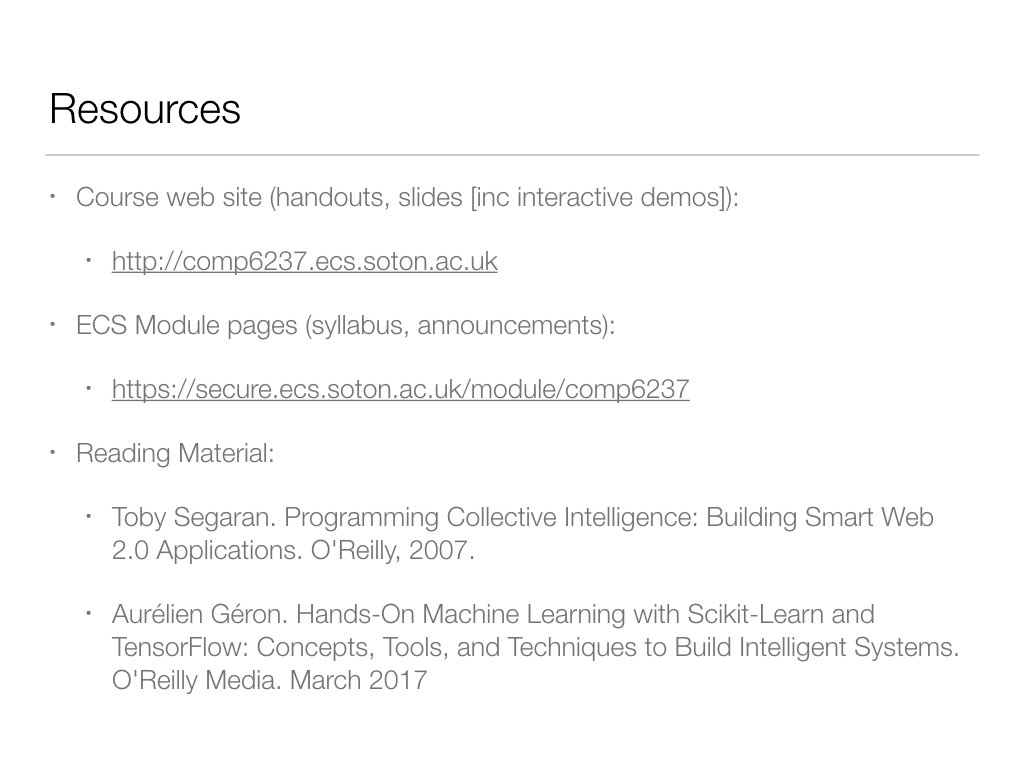 Resources
• Course web site (handouts, slides [inc interactive demos]):
• http://comp6237.ecs.soton.ac.uk
• ECS Module pages (syllabus, announcements):
• https://secure.ecs.soton.ac.uk/module/comp6237
• Reading Material:
• Toby Segaran. Programming Collective Intelligence: Building Smart Web
2.0 Applications. O'Reilly, 2007.
• Aurélien Géron. Hands-On Machine Learning with Scikit-Learn and
TensorFlow: Concepts, Tools, and Techniques to Build Intelligent Systems.
O'Reilly Media. March 2017